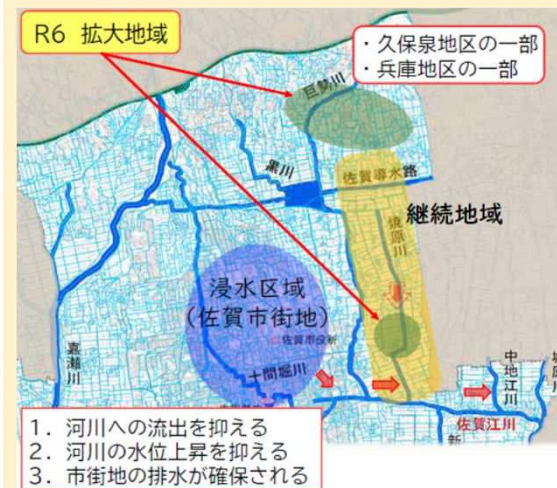 R6 拡大地域
・久保泉地区の一部
・兵庫地区の一部
巨勢川
黒川
佐賀導水路
継続地域
焼原川
浸水区域
(佐賀市街地)
佐賀市役所
嘉瀬川
十間堀川
中地江川
佐賀江川
新
1. 河川への流出を抑える
2. 河川の水位上昇を抑える
3. 市街地の排水が確保される